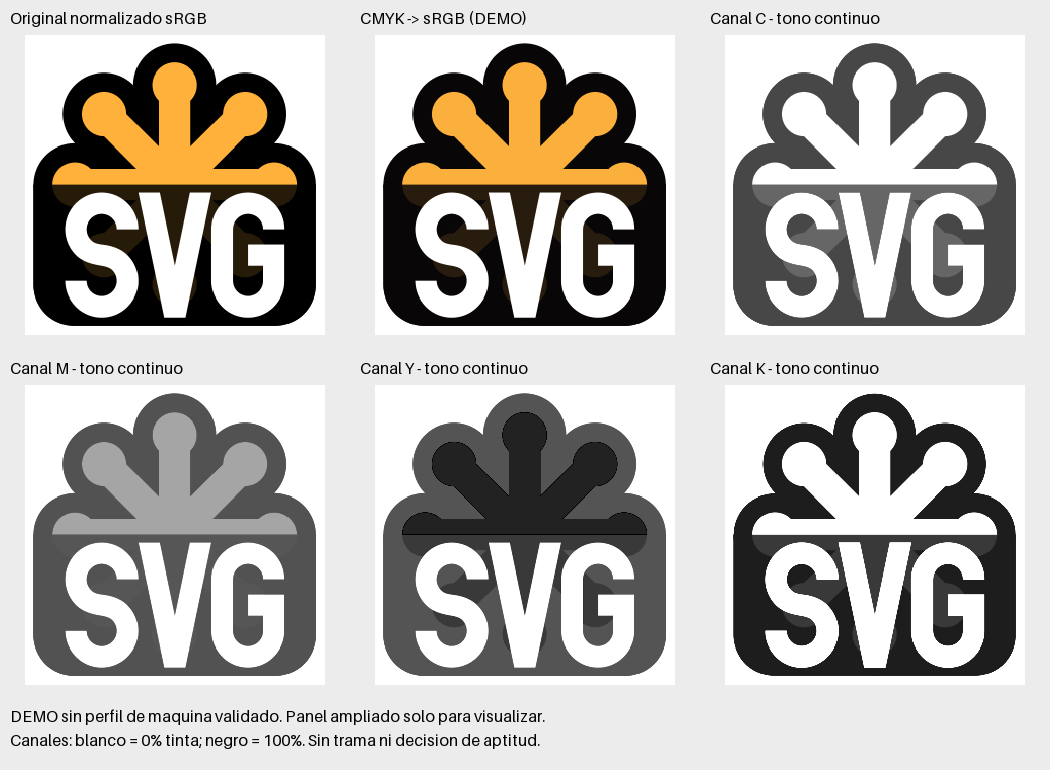 Original normalizado sRGB
CMYK -> sRGB (DEMO)
Canal C - tono continuo
SVG
SVG
SVG
Canal M - tono continuo
Canal Y - tono continuo
Canal K - tono continuo
SVG
SVG
SVG
DEMO sin perfil de maquina validado. Panel ampliado solo para visualizar.
Canales: blanco = 0% tinta; negro = 100%. Sin trama ni decision de aptitud.